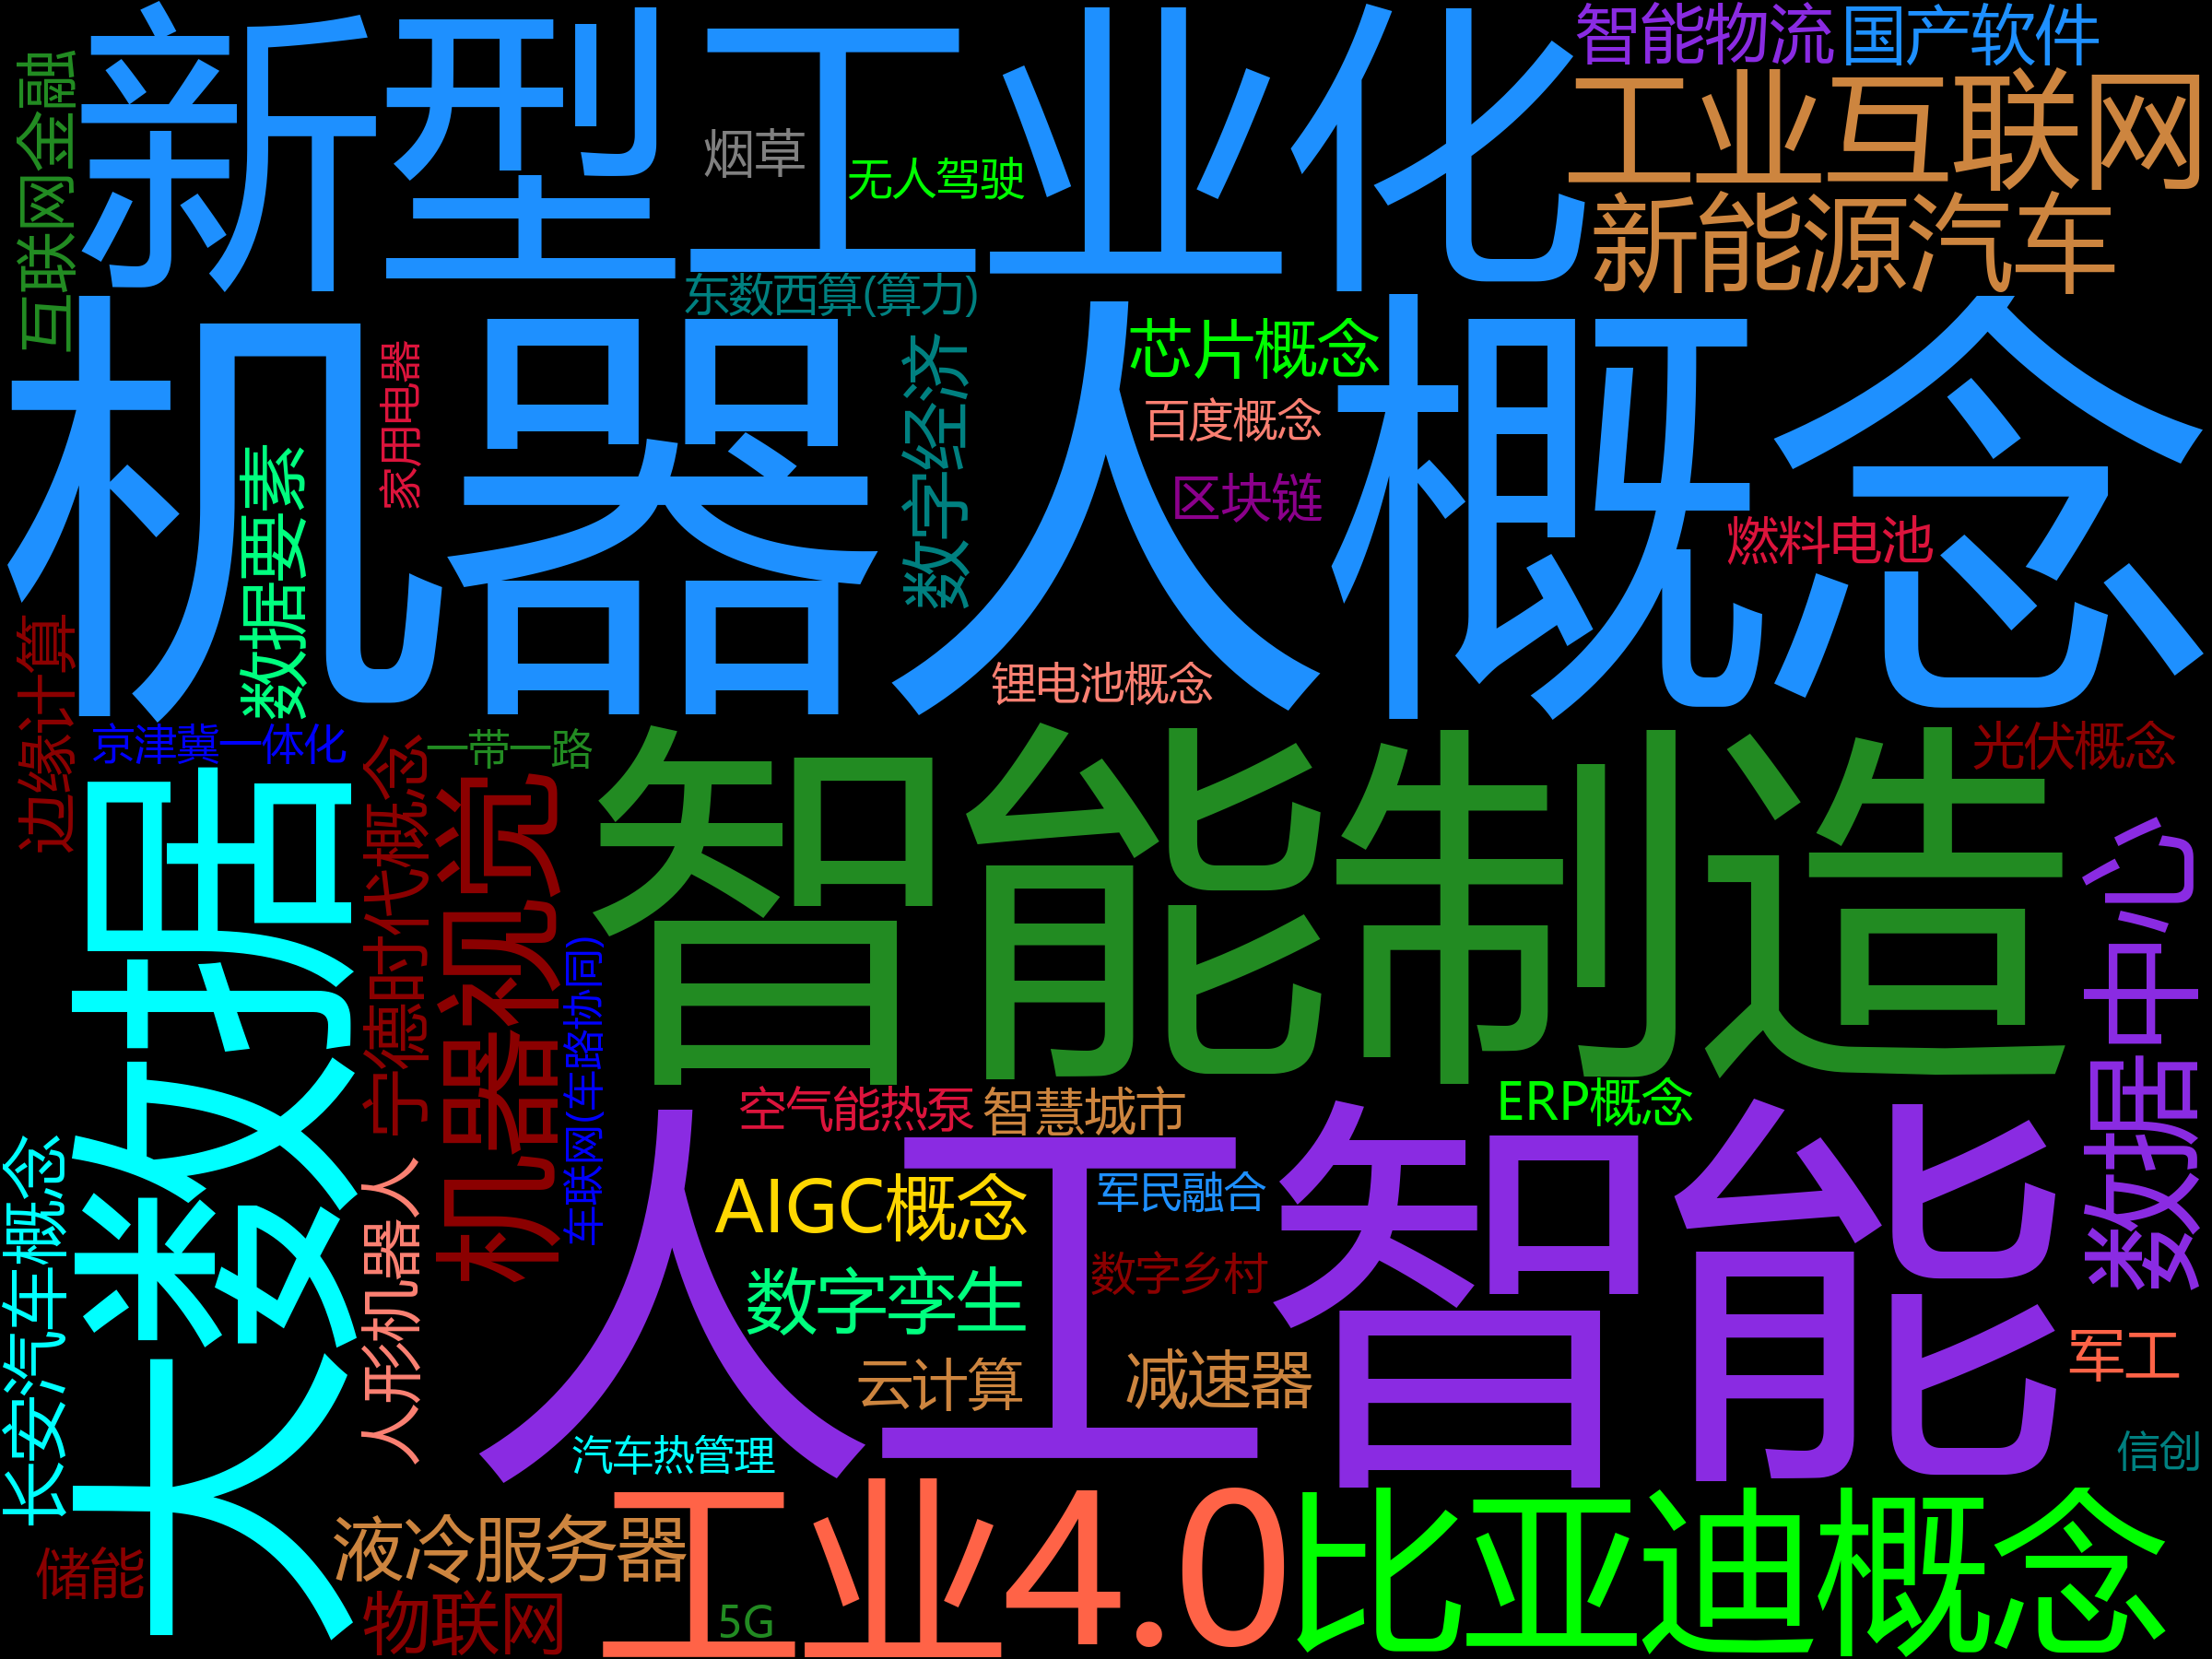 新型工业化
智能物流
国产软件
工业互联网
新能源汽车
互联网金融
烟草
无人驾驶
东数西算(算力)
机器人概念
芯片概念
百度概念
区块链
家用电器
数据要素
数字经济
燃料电池
锂电池概念
边缘计算
京津冀一体化
一带一路
光伏概念
智能制造
大数据
宁德时代概念
机器视觉
车联网(车路协同)
数据中心
空气能热泵
智慧城市
ERP概念
人工智能
AIGC概念
军民融合
数字乡村
数字孪生
云计算
减速器
军工
长安汽车概念
人形机器人
汽车热管理
信创
工业4.0
比亚迪概念
液冷服务器
储能
物联网
5G